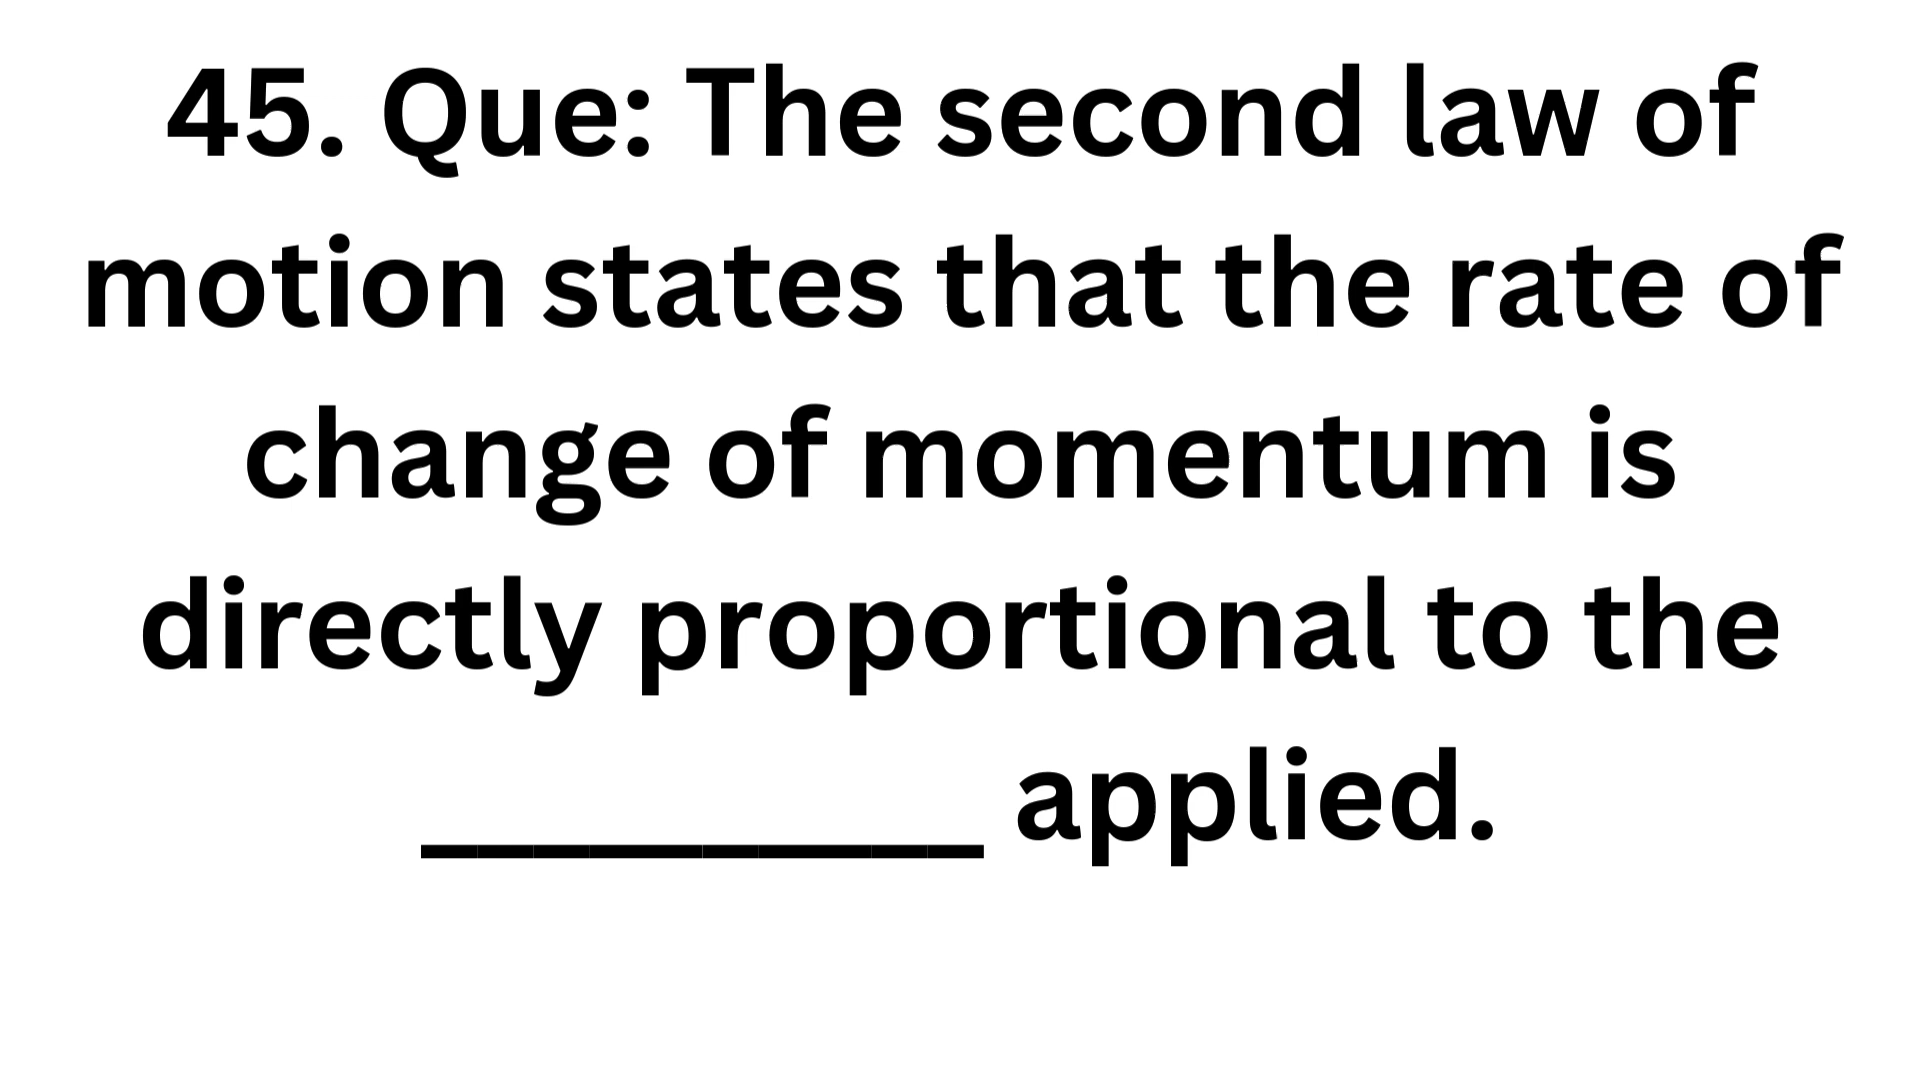 45. Que: The second law of
motion states that the rate of
change of momentum is
directly proportional to the
__________ applied.